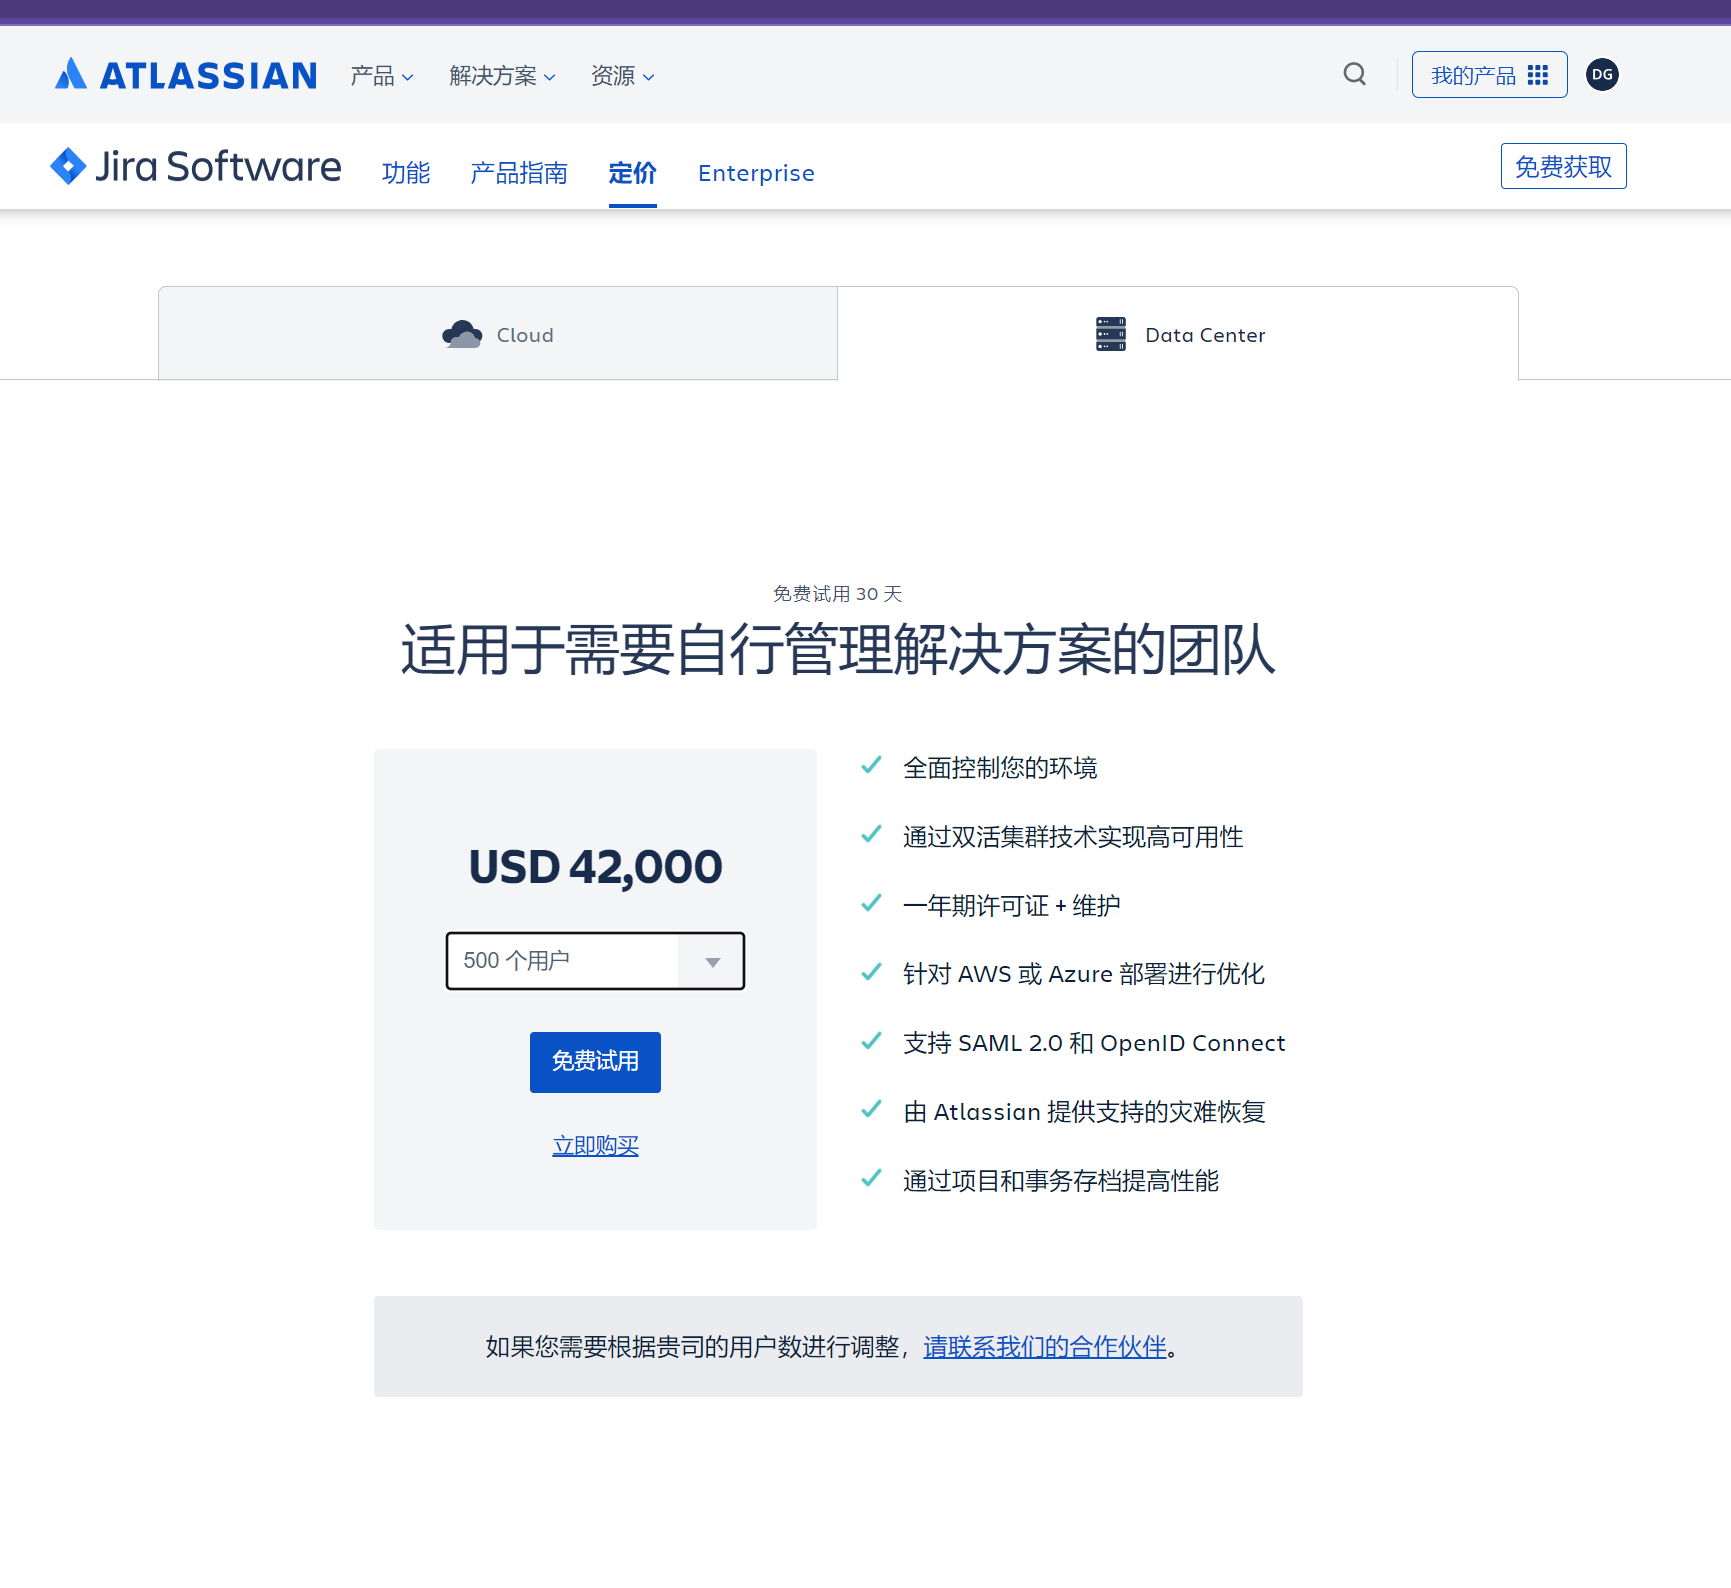 ATLASSIAN 产品 解决方案 资源 我的产品 DG
Jira Software 功能 产品指南 定价 Enterprise 免费获取
Cloud Data Center
免费试用 30 天
适用于需要自行管理解决方案的团队
USD 42,000
500 个用户
免费试用
立即购买
全面控制您的环境
通过双活集群技术实现高可用性
一年期许可证 + 维护
针对 AWS 或 Azure 部署进行优化
支持 SAML 2.0 和 OpenID Connect
由 Atlassian 提供支持的灾难恢复
通过项目和事务存档提高性能
如果您需要根据贵司的用户数进行调整，请联系我们的合作伙伴。